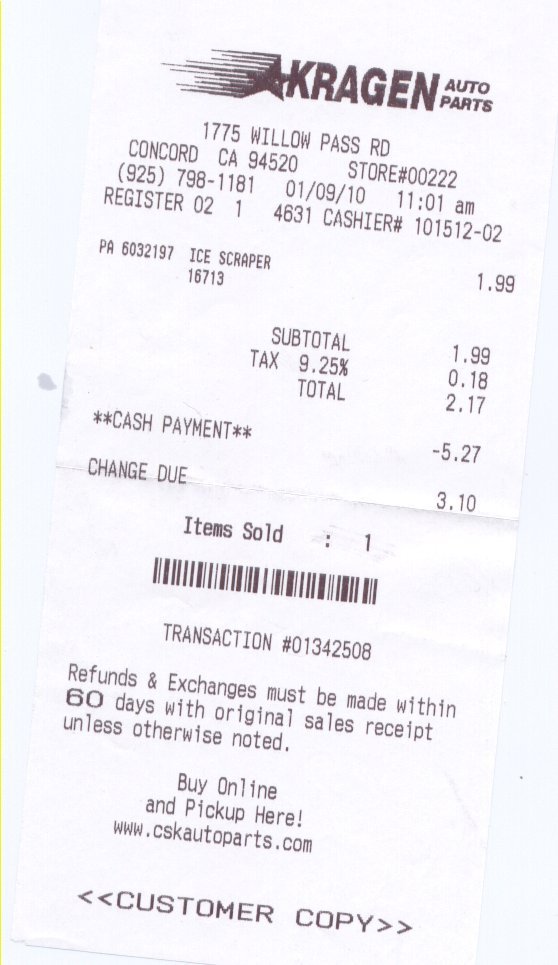 KRAGEN AUTO PARTS
1775 WILLOW PASS RD
CONCORD CA 94520 STORE#00222
(925) 798-1181 01/09/10 11:01 am
REGISTER 02 1 4631 CASHIER# 101512-02
PA 6032197 ICE SCRAPER 1.99
16713
SUBTOTAL 1.99
TAX 9.25% 0.18
TOTAL 2.17
**CASH PAYMENT** -5.27
CHANGE DUE 3.10
Items Sold : 1
TRANSACTION #01342508
Refunds & Exchanges must be made within
60 days with original sales receipt
unless otherwise noted.
Buy Online
and Pickup Here!
www.cskautoparts.com
<<CUSTOMER COPY>>